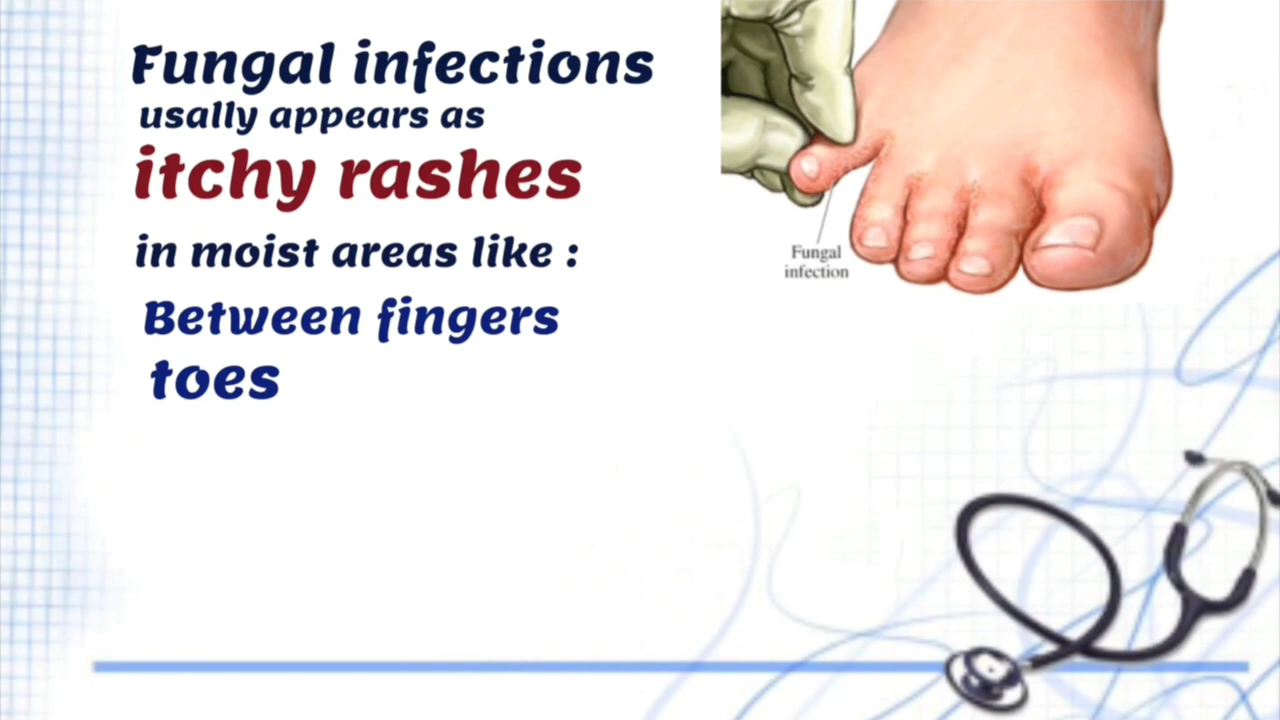 Fungal infections
usally appears as
itchy rashes
in moist areas like :
Between fingers
toes
Fungal
infection